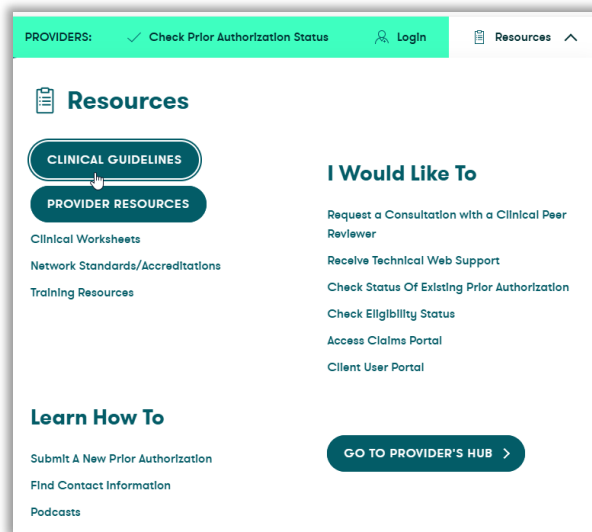 PROVIDERS:
Check Prior Authorization Status
Login
Resources
Resources
CLINICAL GUIDELINES
PROVIDER RESOURCES
Clinical Worksheets
Network Standards/Accreditations
Training Resources
I Would Like To
Request a Consultation with a Clinical Peer
Reviewer
Receive Technical Web Support
Check Status Of Existing Prior Authorization
Check Eligibility Status
Access Claims Portal
Client User Portal
Learn How To
Submit A New Prior Authorization
Find Contact Information
Podcasts
GO TO PROVIDER'S HUB